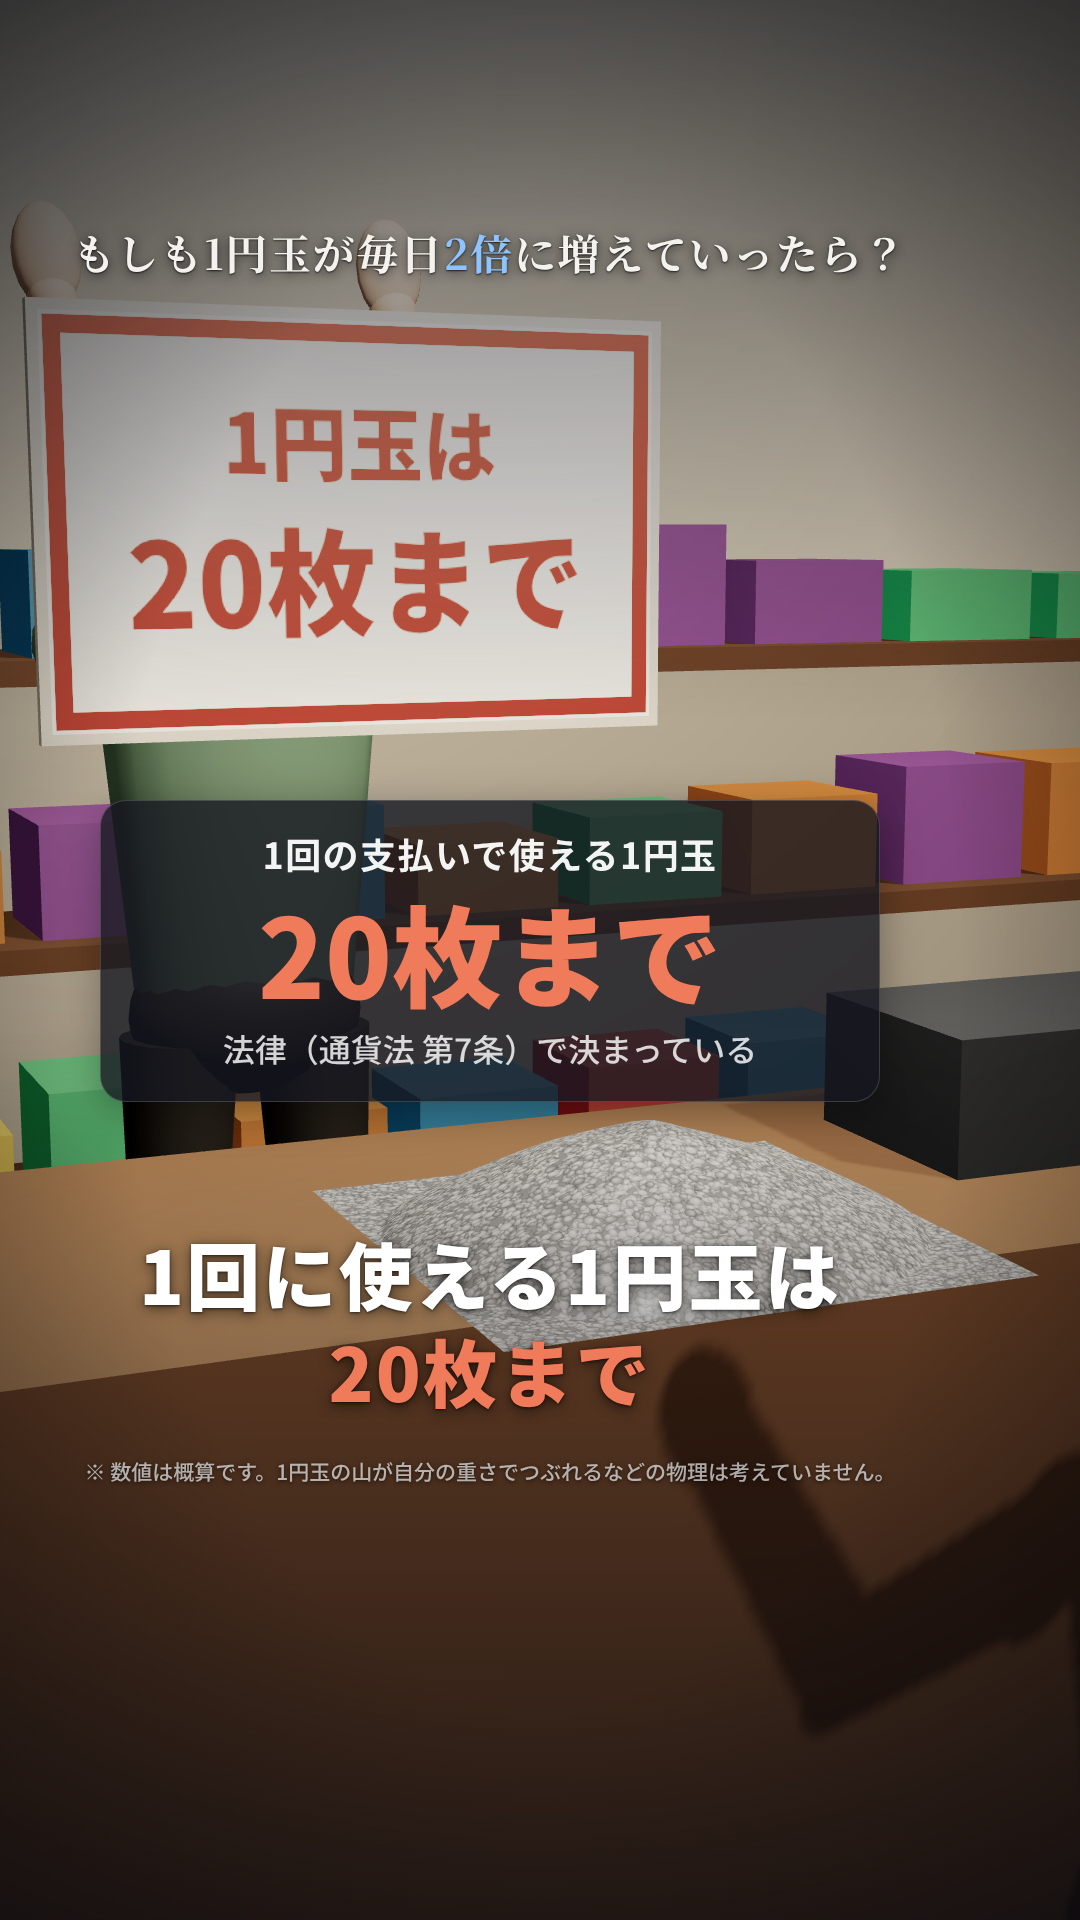 もしも1円玉が毎日2倍に増えていったら？
1円玉は
20枚まで
1回の支払いで使える1円玉
20枚まで
法律（通貨法 第7条）で決まっている
1回に使える1円玉は
20枚まで
※ 数値は概算です。1円玉の山が自分の重さでつぶれるなどの物理は考えていません。